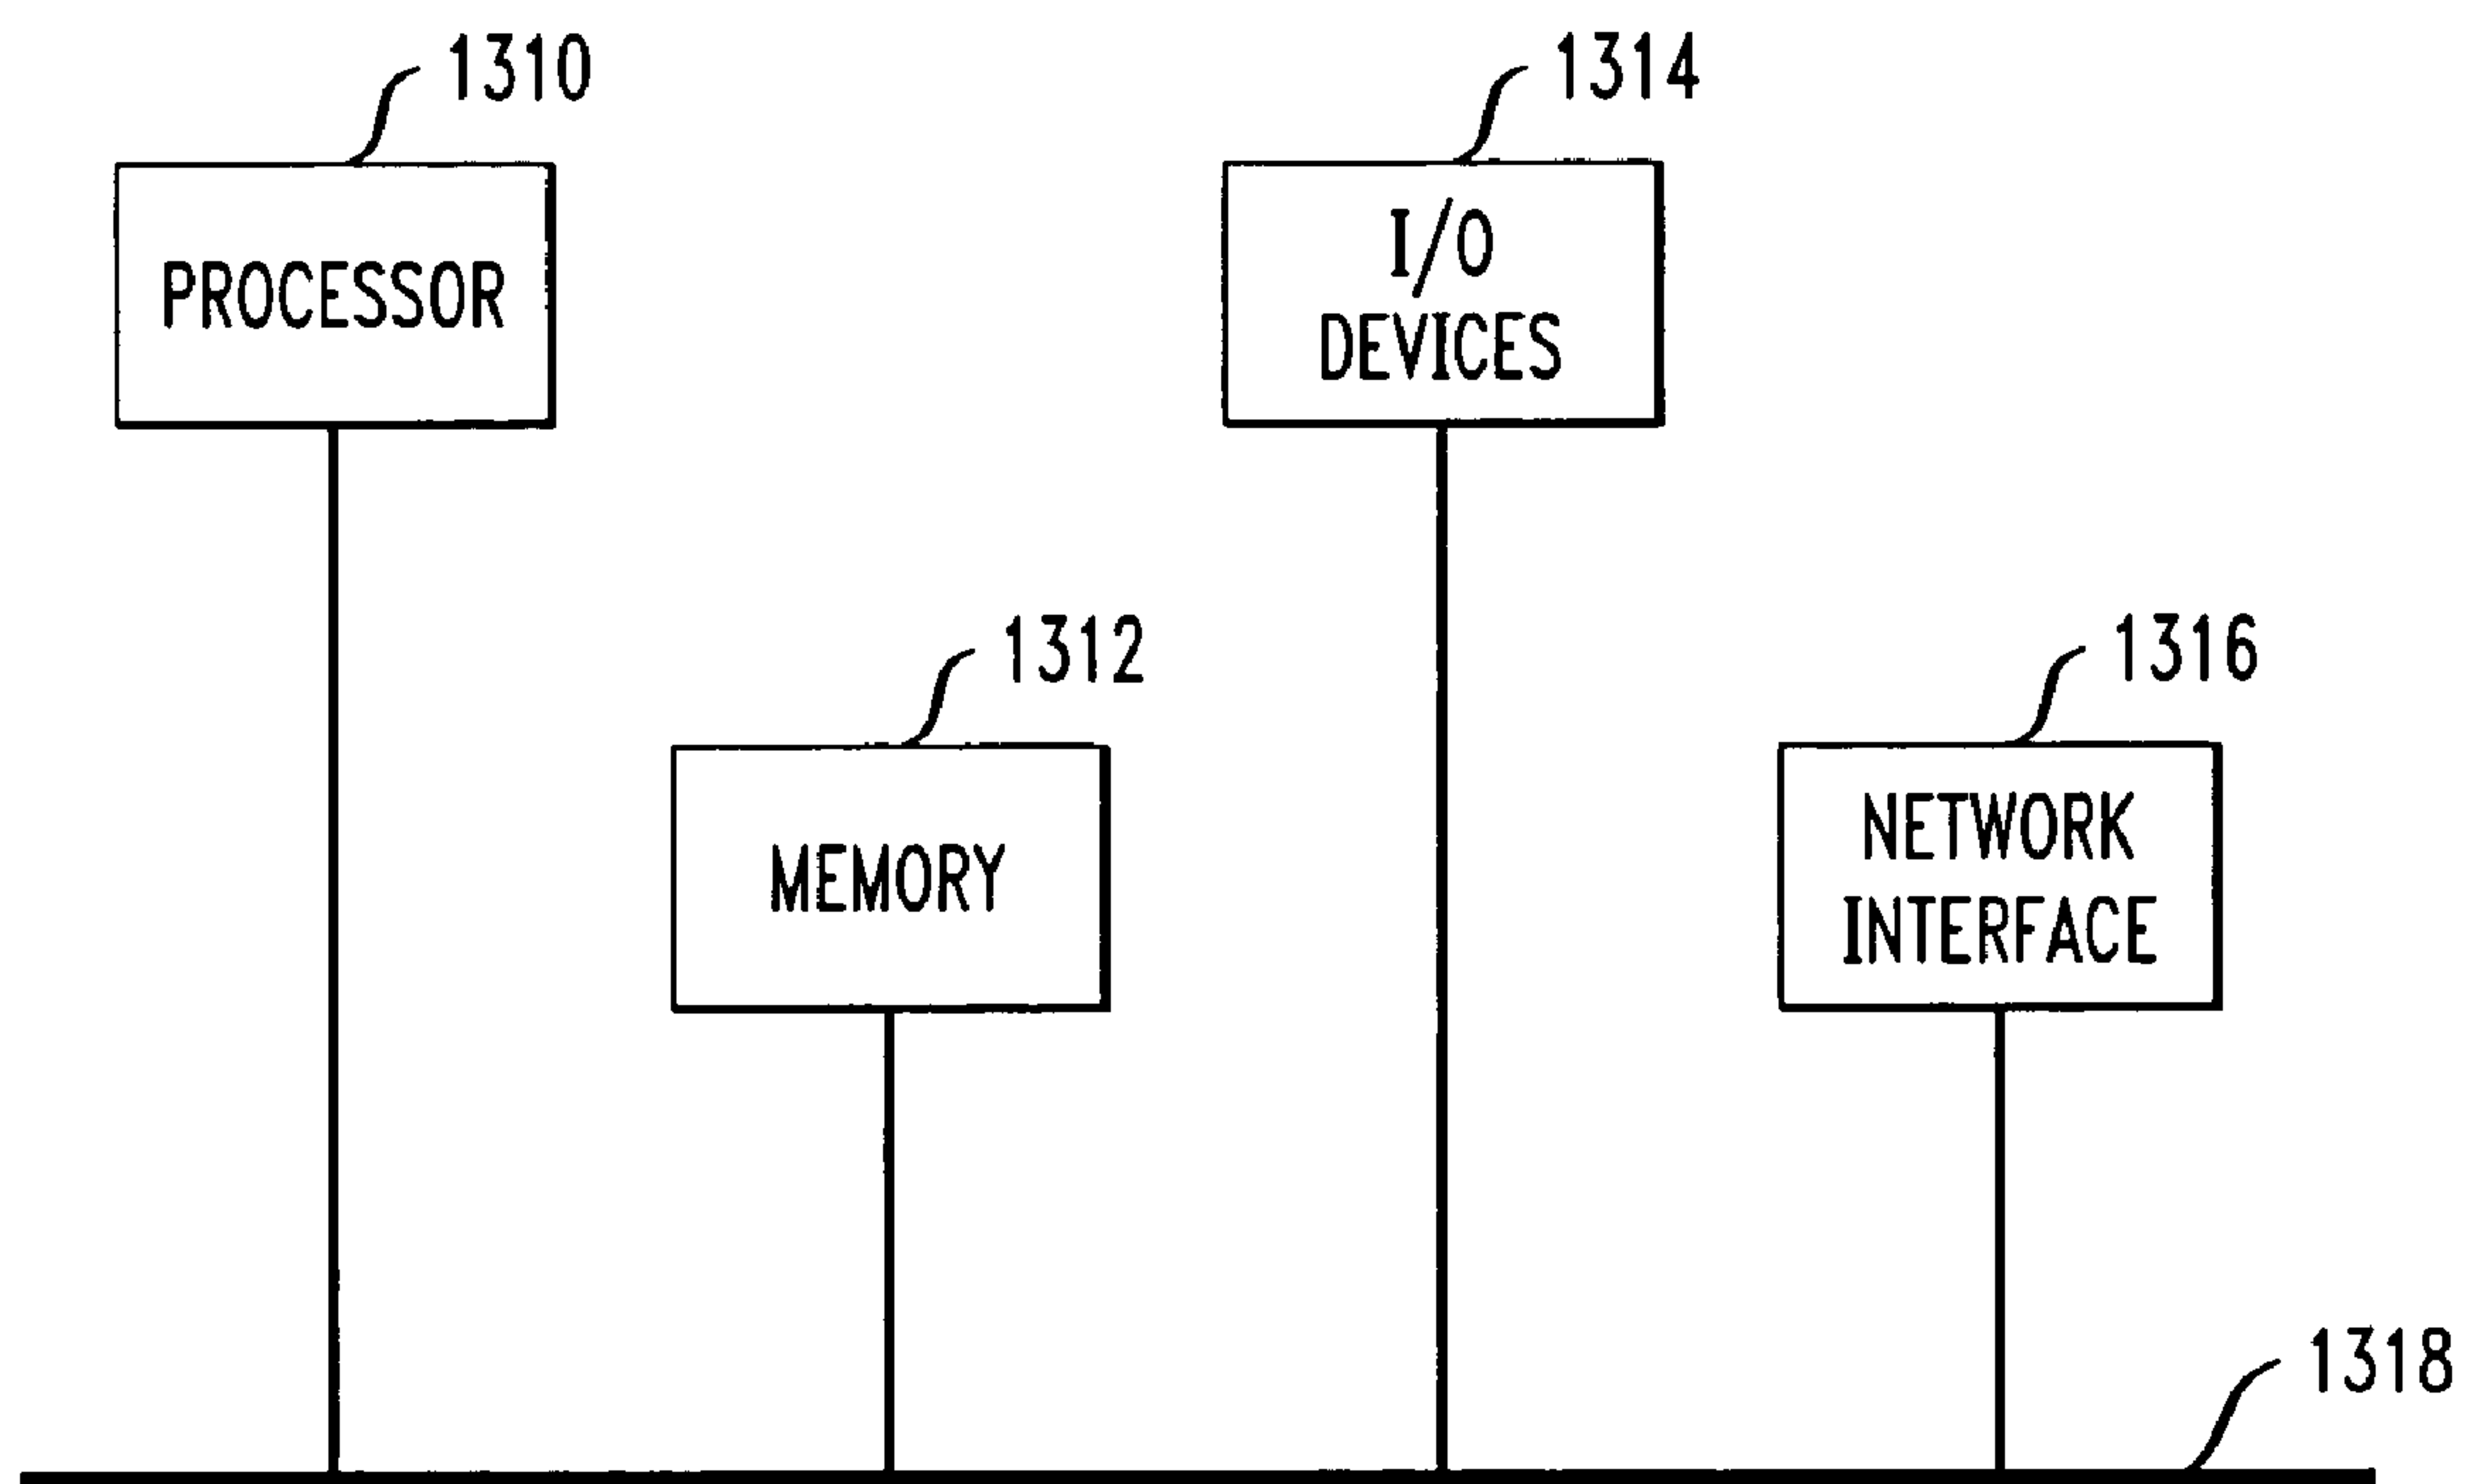 1310
PROCESSOR
1314
I/O
DEVICES
1312
MEMORY
1316
NETWORK
INTERFACE
1318